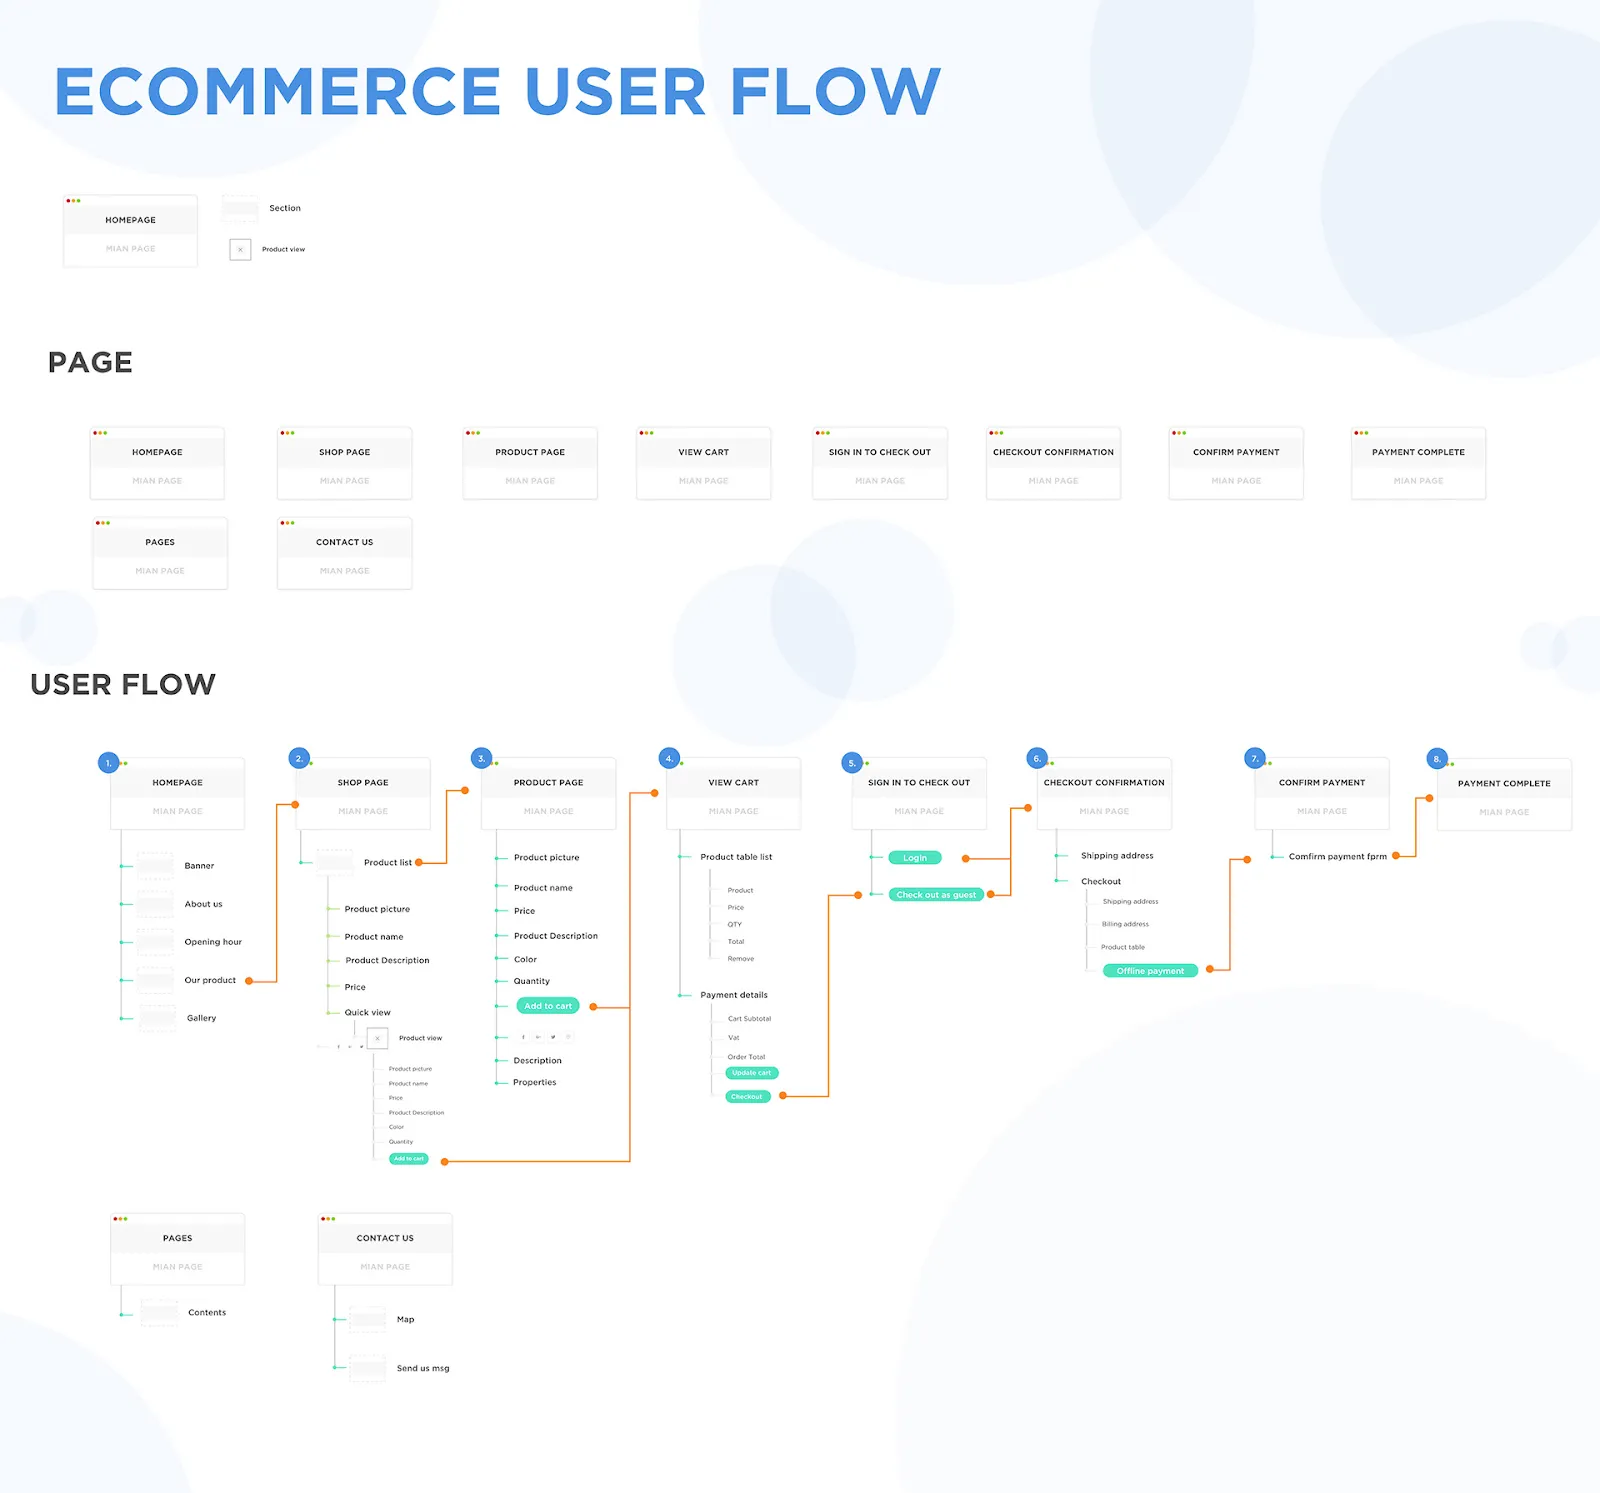 ECOMMERCE USER FLOW
HOMEPAGE
MIAN PAGE
Section
Product view
PAGE
HOMEPAGE
MIAN PAGE
SHOP PAGE
MIAN PAGE
PRODUCT PAGE
MIAN PAGE
VIEW CART
MIAN PAGE
SIGN IN TO CHECK OUT
MIAN PAGE
CHECKOUT CONFIRMATION
MIAN PAGE
CONFIRM PAYMENT
MIAN PAGE
PAYMENT COMPLETE
MIAN PAGE
PAGES
MIAN PAGE
CONTACT US
MIAN PAGE
USER FLOW
1.
HOMEPAGE
MIAN PAGE
Banner
About us
Opening hour
Our product
Gallery
2.
SHOP PAGE
MIAN PAGE
Product list
Product picture
Product name
Product Description
Price
Quick view
Product view
Product picture
Product name
Price
Product Description
Color
Quantity
Add to cart
3.
PRODUCT PAGE
MIAN PAGE
Product picture
Product name
Price
Product Description
Color
Quantity
Add to cart
Description
Properties
4.
VIEW CART
MIAN PAGE
Product table list
Product
Price
QTY
Total
Remove
Payment details
Cart Subtotal
Vat
Order Total
Update cart
Checkout
5.
SIGN IN TO CHECK OUT
MIAN PAGE
Login
Check out as guest
6.
CHECKOUT CONFIRMATION
MIAN PAGE
Shipping address
Checkout
Shipping address
Billing address
Product table
Offline payment
7.
CONFIRM PAYMENT
MIAN PAGE
Comfirm payment fprm
8.
PAYMENT COMPLETE
MIAN PAGE
PAGES
MIAN PAGE
Contents
CONTACT US
MIAN PAGE
Map
Send us msg